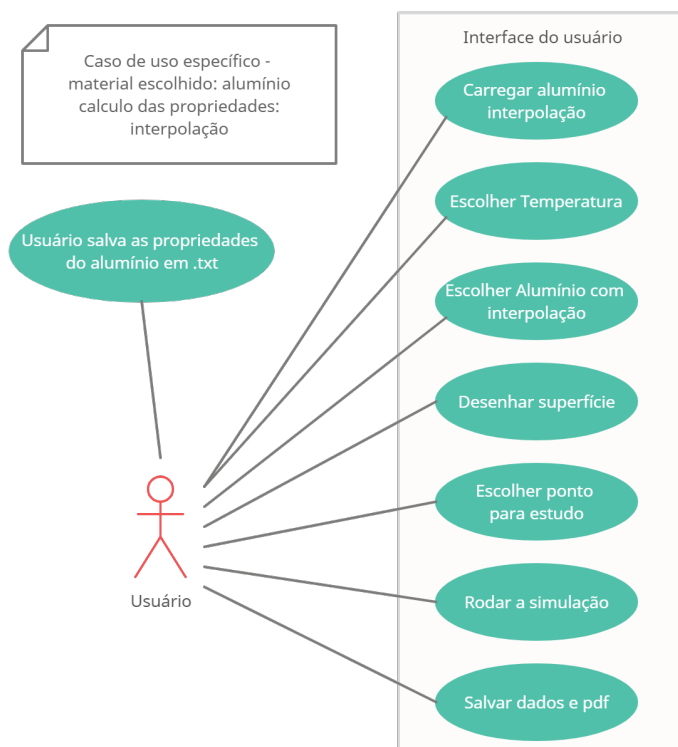 Caso de uso específico -
material escolhido: alumínio
calculo das propriedades:
interpolação
Interface do usuário
Carregar alumínio
interpolação
Escolher Temperatura
Usuário salva as propriedades
do alumínio em .txt
Escolher Alumínio com
interpolação
Desenhar superfície
Escolher ponto
para estudo
Rodar a simulação
Usuário
Salvar dados e pdf